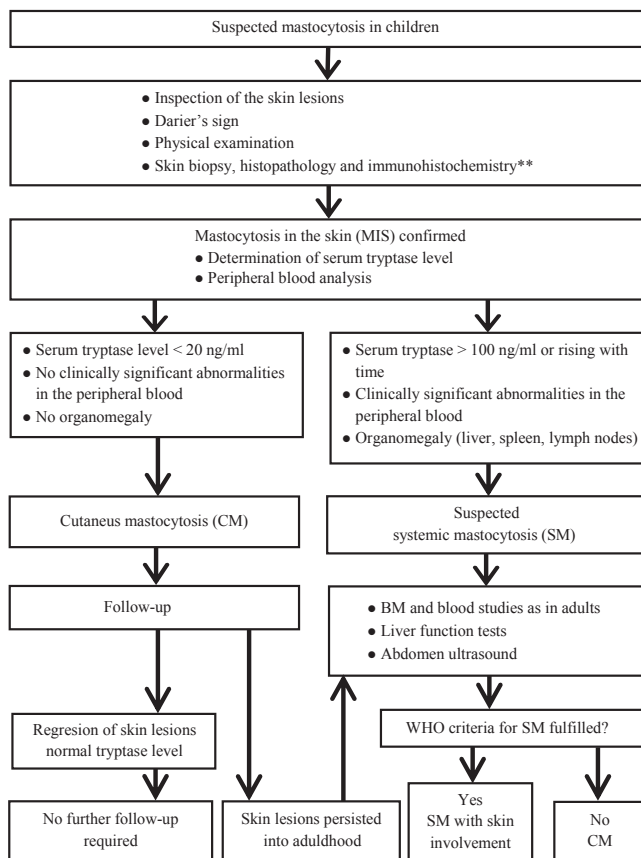 Suspected mastocytosis in children
● Inspection of the skin lesions
● Darier's sign
● Physical examination
● Skin biopsy, histopathology and immunohistochemistry**
Mastocytosis in the skin (MIS) confirmed
● Determination of serum tryptase level
● Peripheral blood analysis
● Serum tryptase level < 20 ng/ml
● No clinically significant abnormalities
in the peripheral blood
● No organomegaly
● Serum tryptase > 100 ng/ml or rising with
time
● Clinically significant abnormalities in the
peripheral blood
● Organomegaly (liver, spleen, lymph nodes)
Cutaneus mastocytosis (CM)
Suspected
systemic mastocytosis (SM)
Follow-up
● BM and blood studies as in adults
● Liver function tests
● Abdomen ultrasound
Regresion of skin lesions
normal tryptase level
WHO criteria for SM fulfilled?
No further follow-up
required
Skin lesions persisted
into aduldhood
Yes
SM with skin
involvement
No
CM